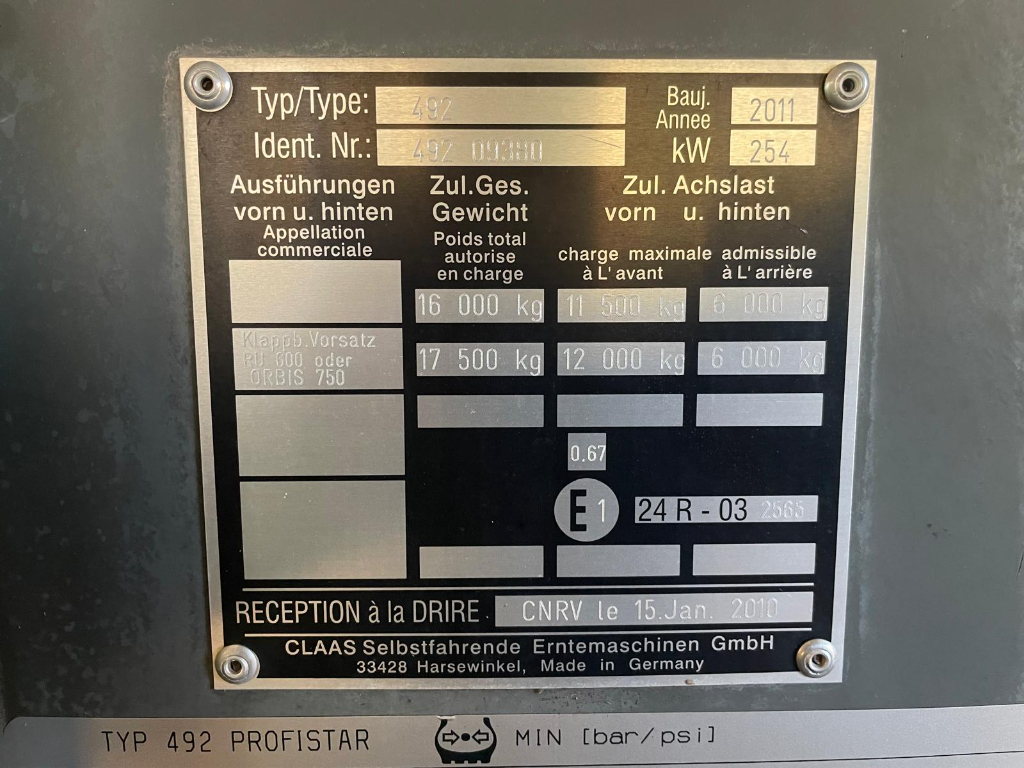 Typ/Type: 492 Bauj. Annee 2011
Ident. Nr.: 492 09380 kW 254
Ausführungen vorn u. hinten
Appellation commerciale
Zul.Ges. Gewicht
Poids total autorise en charge
Zul. Achslast
vorn u. hinten
charge maximale admissible
à L'avant à L'arrière
16 000 kg 11 500 kg 6 000 kg
Klappb.Vorsatz
RU 600 oder
ORBIS 750
17 500 kg 12 000 kg 6 000 kg
0.67
E 1 24 R - 03 2565
RECEPTION à la DRIRE. CNRV le 15.Jan. 2010
CLAAS Selbstfahrende Erntemaschinen GmbH
33428 Harsewinkel, Made in Germany
TYP 492 PROFISTAR MIN [bar/psi]